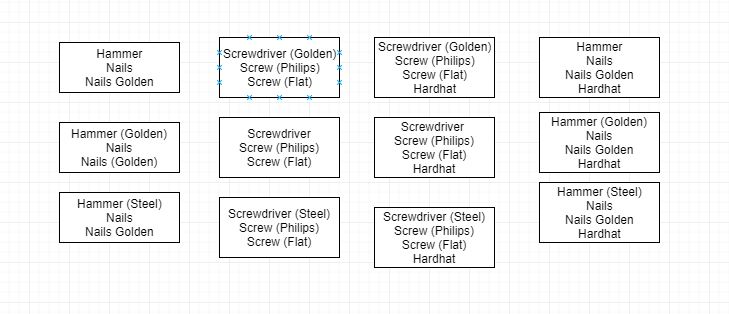 Hammer
Nails
Nails Golden
Screwdriver (Golden)
Screw (Philips)
Screw (Flat)
Screwdriver (Golden)
Screw (Philips)
Screw (Flat)
Hardhat
Hammer
Nails
Nails Golden
Hardhat
Hammer (Golden)
Nails
Nails (Golden)
Screwdriver
Screw (Philips)
Screw (Flat)
Screwdriver
Screw (Philips)
Screw (Flat)
Hardhat
Hammer (Golden)
Nails
Nails Golden
Hardhat
Hammer (Steel)
Nails
Nails Golden
Screwdriver (Steel)
Screw (Philips)
Screw (Flat)
Screwdriver (Steel)
Screw (Philips)
Screw (Flat)
Hardhat
Hammer (Steel)
Nails
Nails Golden
Hardhat